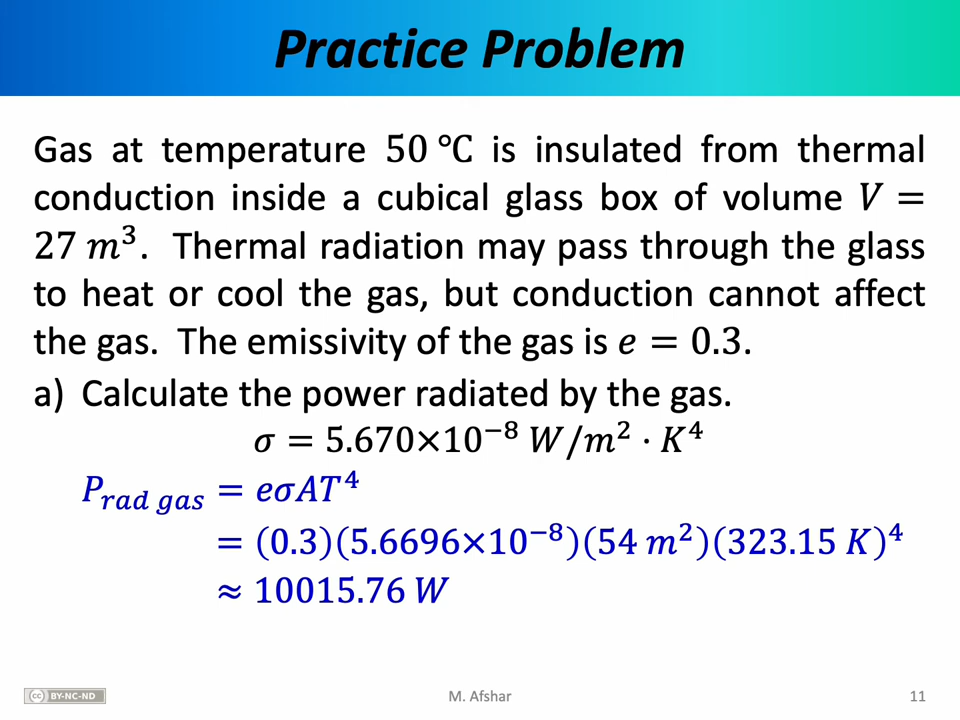 Practice Problem
Gas at temperature 50 ℃ is insulated from thermal
conduction inside a cubical glass box of volume V =
27 m³. Thermal radiation may pass through the glass
to heat or cool the gas, but conduction cannot affect
the gas. The emissivity of the gas is e = 0.3.
a) Calculate the power radiated by the gas.
σ = 5.670×10⁻⁸ W/m² · K⁴
P_rad gas = eσAT⁴
= (0.3)(5.6696×10⁻⁸)(54 m²)(323.15 K)⁴
≈ 10015.76 W
cc BY-NC-ND
M. Afshar
11